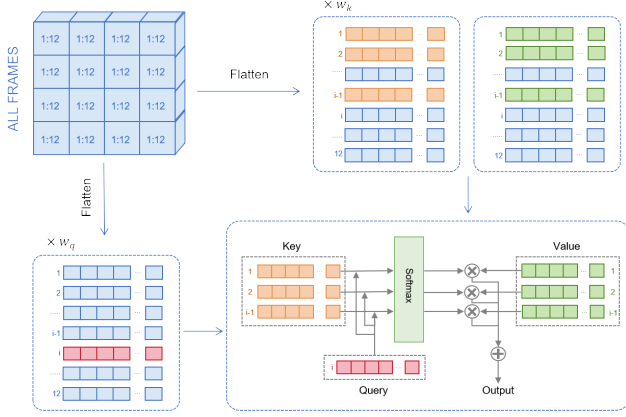 ALL FRAMES
1:12 1:12 1:12 1:12
1:12 1:12 1:12 1:12
1:12 1:12 1:12 1:12
1:12 1:12 1:12 1:12
Flatten
Flatten
× w_k
1 ...
2 ...
..... ...
i-1 ...
i ...
...
12 ...
1 ...
2 ...
..... ...
i-1 ...
i ...
...
12 ...
× w_q
1 ...
2 ...
..... ...
i-1 ...
i ...
..... ...
12 ...
Key
1 ...
2 ...
i-1 ...
Softmax
Value
... 1
... 2
... i-1
i ...
Query
Output